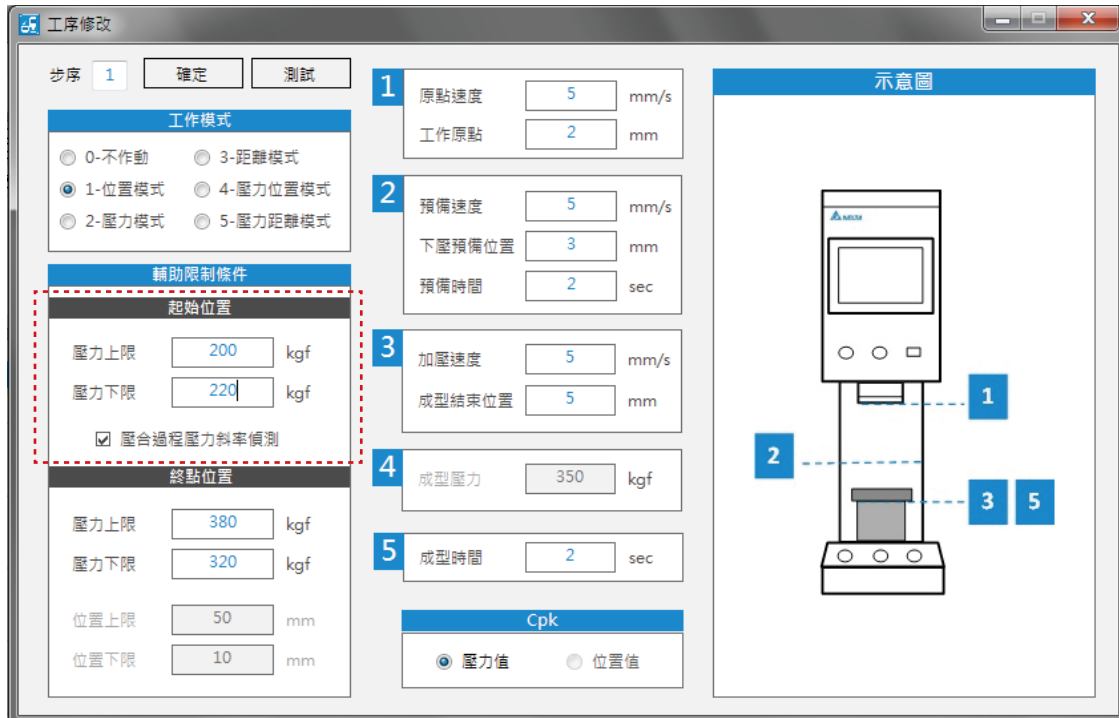 工序修改
步序 1 確定 測試
工作模式
0-不作動 3-距離模式
1-位置模式 4-壓力位置模式
2-壓力模式 5-壓力距離模式
輔助限制條件
起始位置
壓力上限 200 kgf
壓力下限 220 kgf
壓合過程壓力斜率偵測
終點位置
壓力上限 380 kgf
壓力下限 320 kgf
位置上限 50 mm
位置下限 10 mm
1
原點速度 5 mm/s
工作原點 2 mm
2
預備速度 5 mm/s
下壓預備位置 3 mm
預備時間 2 sec
3
加壓速度 5 mm/s
成型結束位置 5 mm
4
成型壓力 350 kgf
5
成型時間 2 sec
Cpk
壓力值 位置值
示意圖
DELTA
1
2
3 5